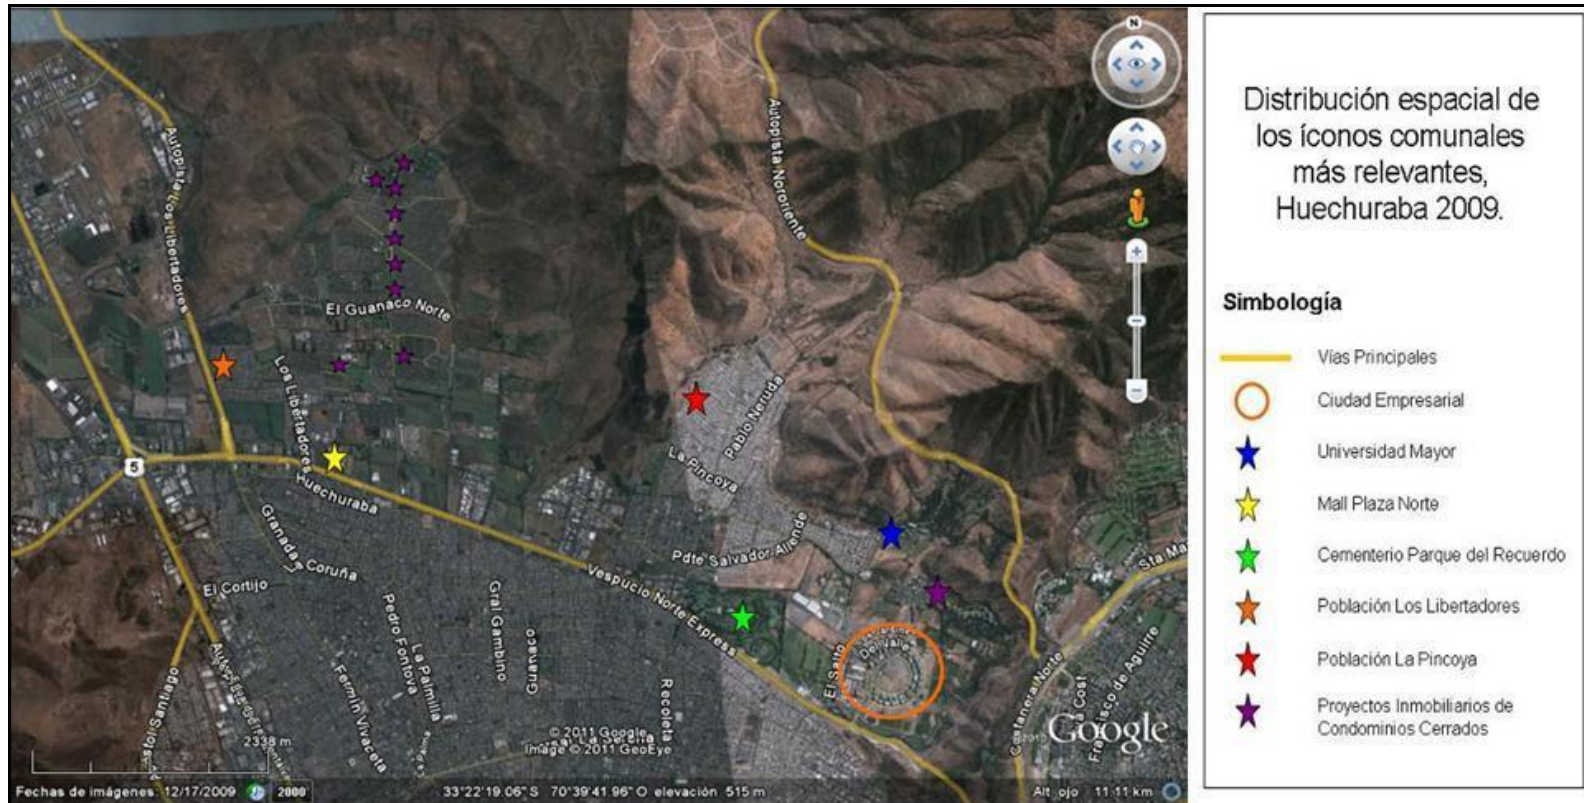 Distribución espacial de
los íconos comunales
más relevantes,
Huechuraba 2009.
Simbología
Vías Principales
Ciudad Empresarial
Universidad Mayor
Mall Plaza Norte
Cementerio Parque del Recuerdo
Población Los Libertadores
Población La Pincoya
Proyectos Inmobiliarios de
Condominios Cerrados
N
Autopista Los Libertadores
Autopista Nororiente
El Guanaco Norte
Los Libertadores
Pablo Neruda
La Pincoya
5
Huechuraba
Granada
Coruña
Pdte Salvador Allende
El Cortijo
Vespucio Norte Express
Pedro Fontova
La Palmilla
Gral Gambino
Guanaco
Fermín Vivaceta
Recoleta
El Salto
Del Valle
Costanera Norte
Sta Ma
Francisco de Aguirre
a Cost
Santiago
2338 m
© 2011 Google
Image © 2011 GeoEye
Google
Fechas de imágenes: 12/17/2009
2000
33°22'19.06" S 70°39'41.96" O elevación 515 m
Alt. ojo 11.11 km